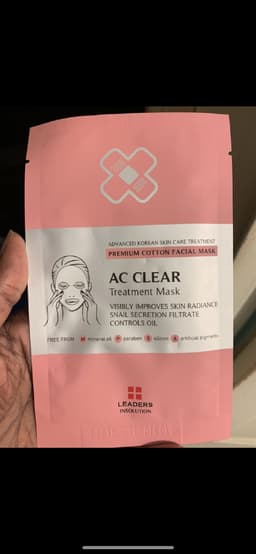 ADVANCED KOREAN SKIN CARE TREATMENT
PREMIUM COTTON FACIAL MASK
AC CLEAR
Treatment Mask
VISIBLY IMPROVES SKIN RADIANCE
SNAIL SECRETION FILTRATE
CONTROLS OIL
FREE FROM M mineral oil P paraben S silicon A artificial pigments
LEADERS
INSOLUTION